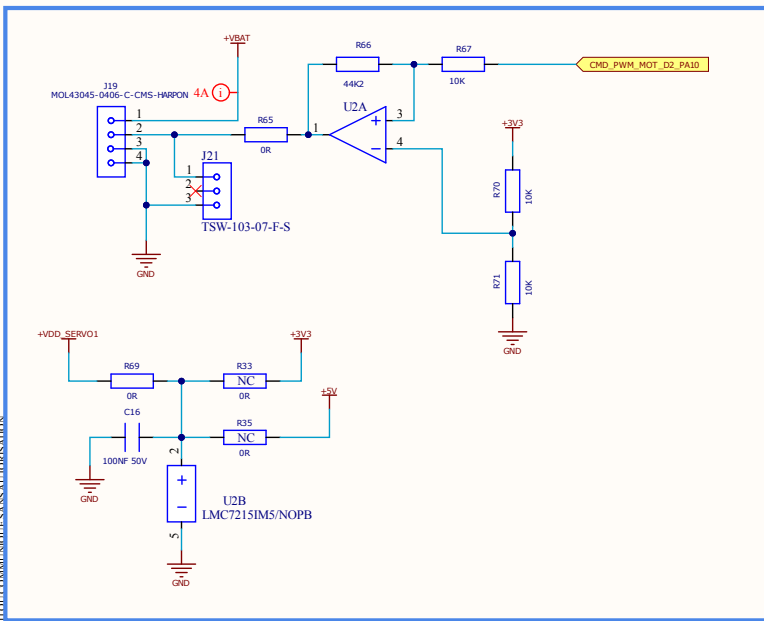 +VBAT
J19
MOL43045-0406-C-CMS-HARPON
4A i
1
2
3
4
R65
0R
R66
44K2
R67
10K
CMD_PWM_MOT_D2_PA10
U2A
1
+
3
−
4
J21
1
2
3
TSW-103-07-F-S
GND
+3V3
R70
10K
R71
10K
GND
+VDD_SERVO1
R69
0R
+3V3
R33
NC
0R
+5V
R35
NC
0R
C16
100NF 50V
GND
2
+
−
5
U2B
LMC7215IM5/NOPB
GND